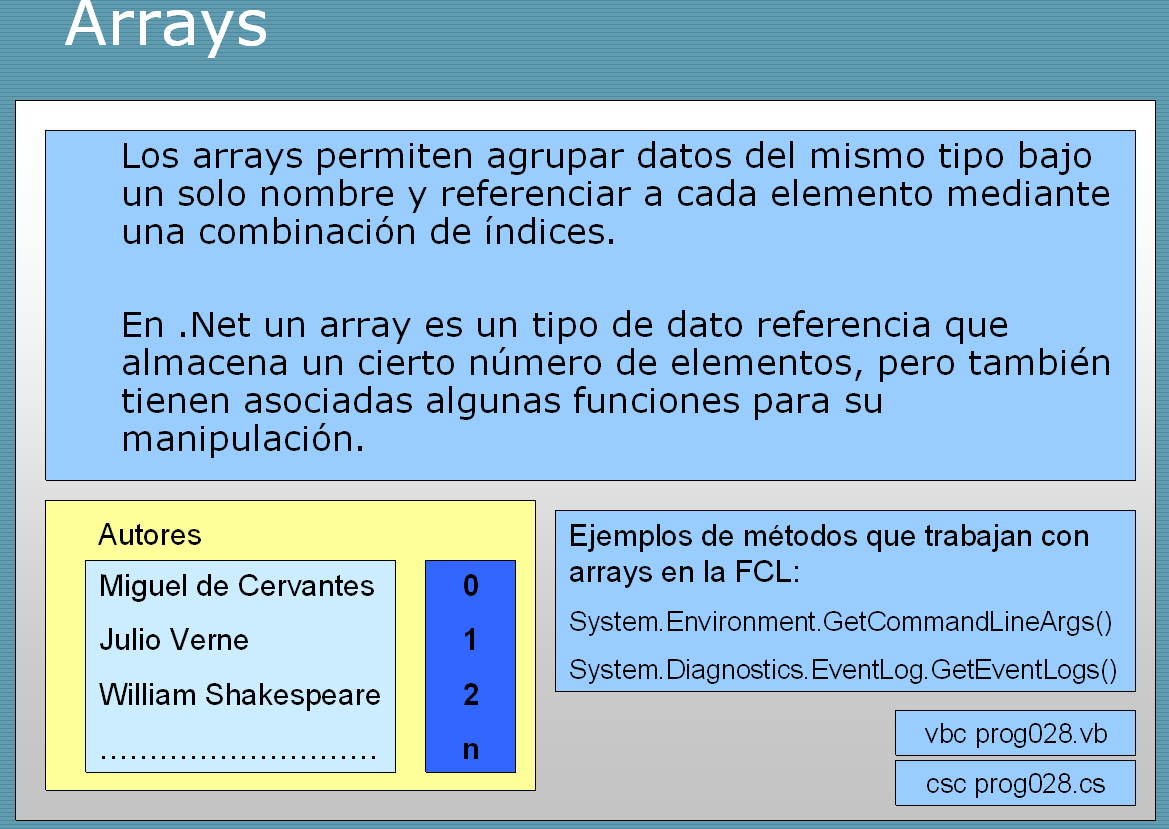 Arrays
Los arrays permiten agrupar datos del mismo tipo bajo
un solo nombre y referenciar a cada elemento mediante
una combinación de índices.
En .Net un array es un tipo de dato referencia que
almacena un cierto número de elementos, pero también
tienen asociadas algunas funciones para su
manipulación.
Autores
Miguel de Cervantes 0
Julio Verne 1
William Shakespeare 2
............................ n
Ejemplos de métodos que trabajan con
arrays en la FCL:
System.Environment.GetCommandLineArgs()
System.Diagnostics.EventLog.GetEventLogs()
vbc prog028.vb
csc prog028.cs